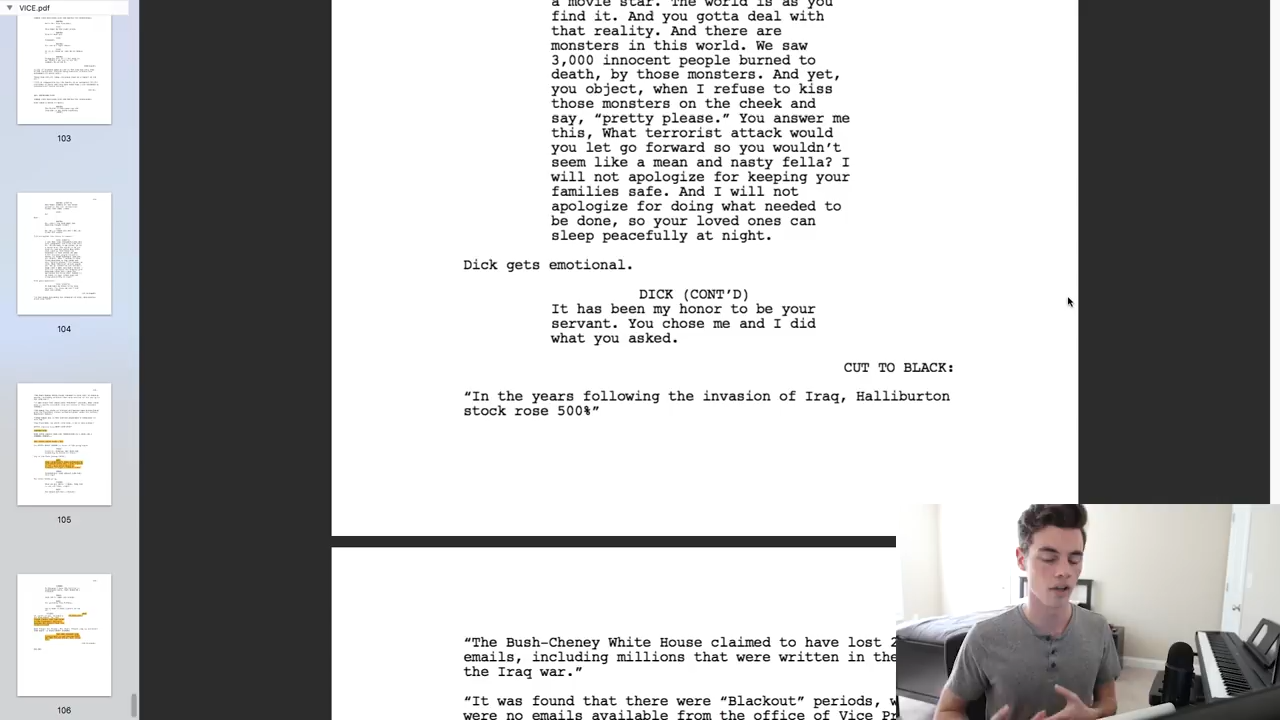 VICE.pdf
103
104
105
106
a movie star. The world is as you
find it. And you gotta deal with
that reality. And there are
monsters in this world. We saw
3,000 innocent people burned to
death, by those monsters. And yet,
you object, when I refuse to kiss
those monsters on the cheek and
say, “pretty please.” You answer me
this, What terrorist attack would
you let go forward so you wouldn’t
seem like a mean and nasty fella? I
will not apologize for keeping your
families safe. And I will not
apologize for doing what needed to
be done, so your loved ones can
sleep peacefully at night.
Dick gets emotional.
DICK (CONT’D)
It has been my honor to be your
servant. You chose me and I did
what you asked.
CUT TO BLACK:
“In the years following the invasion of Iraq, Halliburton
stock rose 500%”
“The Bush-Cheney White House claimed to have lost 2
emails, including millions that were written in the
the Iraq war.”
“It was found that there were “Blackout” periods, w
were no emails available from the office of Vice Pr